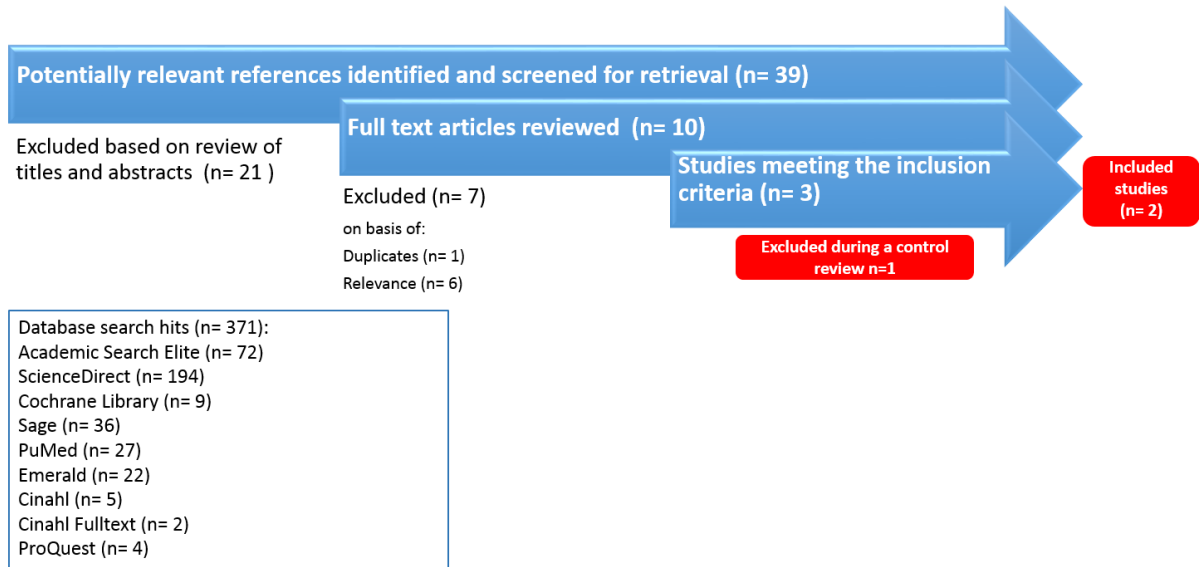 Potentially relevant references identified and screened for retrieval (n= 39)
Excluded based on review of
titles and abstracts  (n= 21 )
Full text articles reviewed  (n= 10)
Excluded (n= 7)
on basis of:
Duplicates (n= 1)
Relevance (n= 6)
Studies meeting the inclusion
criteria (n= 3)
Excluded during a control
review n=1
Included
studies
(n= 2)
Database search hits (n= 371):
Academic Search Elite (n= 72)
ScienceDirect (n= 194)
Cochrane Library (n= 9)
Sage (n= 36)
PuMed (n= 27)
Emerald (n= 22)
Cinahl (n= 5)
Cinahl Fulltext (n= 2)
ProQuest (n= 4)